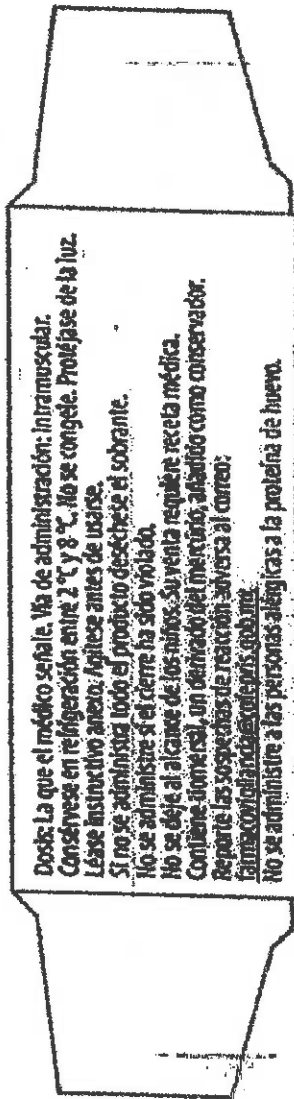 Dosis: La que el médico señale. Vía de administración: Intramuscular.
Consérvese en refrigeración entre 2 °C y 8 °C. No se congele. Protéjase de la luz.
Léase instructivo anexo. Agítese antes de usarse.
Si no se administra todo el producto deséchese el sobrante.
No se administre si el cierre ha sido violado.
No se deje al alcance de los niños. Su venta requiere receta médica.
Contiene tiomersal, un derivado del mercurio, añadido como conservador.
Reporte las sospechas de reacción adversa al correo:
farmacovigilancia@cofepris.gob.mx
No se administre a las personas alérgicas a la proteína de huevo.